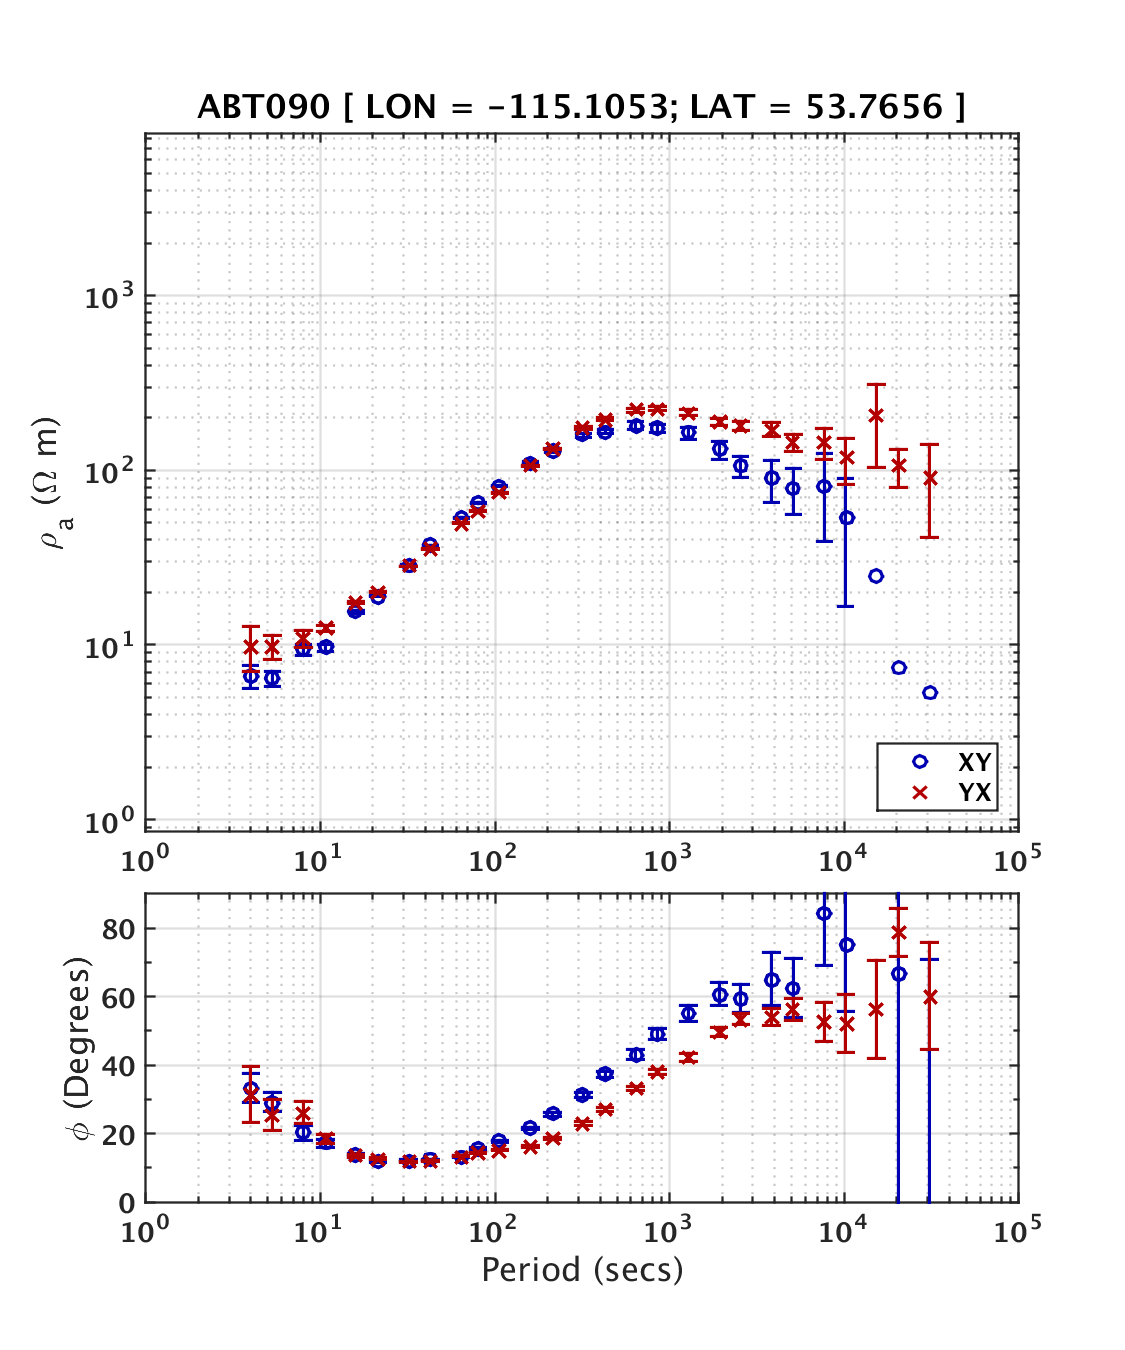 ABT090 [ LON = -115.1053; LAT = 53.7656 ]
10³
10²
10¹
10⁰
ρₐ (Ω m)
XY
YX
10⁰ 10¹ 10² 10³ 10⁴ 10⁵
80
60
40
20
0
ϕ (Degrees)
10⁰ 10¹ 10² 10³ 10⁴ 10⁵
Period (secs)